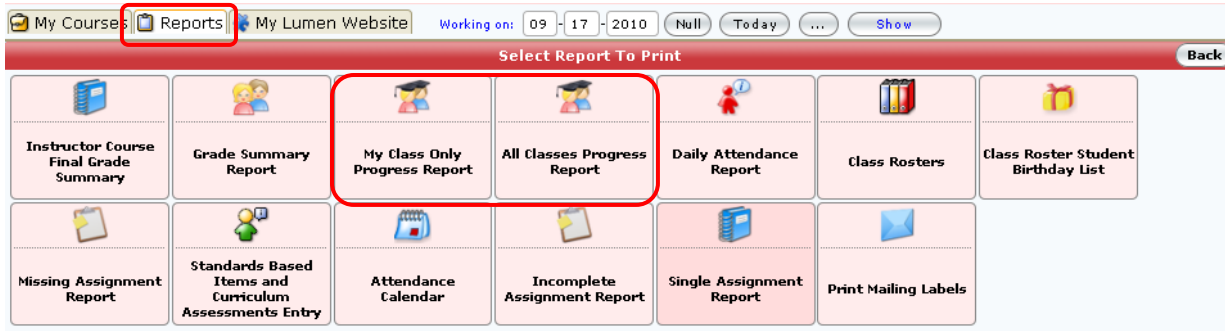 My Courses Reports My Lumen Website Working on: 09 - 17 - 2010 Null Today ... Show
Select Report To Print Back
Instructor Course
Final Grade
Summary
Grade Summary
Report
My Class Only
Progress Report
All Classes Progress
Report
Daily Attendance
Report
Class Rosters
Class Roster Student
Birthday List
Missing Assignment
Report
Standards Based
Items and
Curriculum
Assessments Entry
Attendance
Calendar
Incomplete
Assignment Report
Single Assignment
Report
Print Mailing Labels